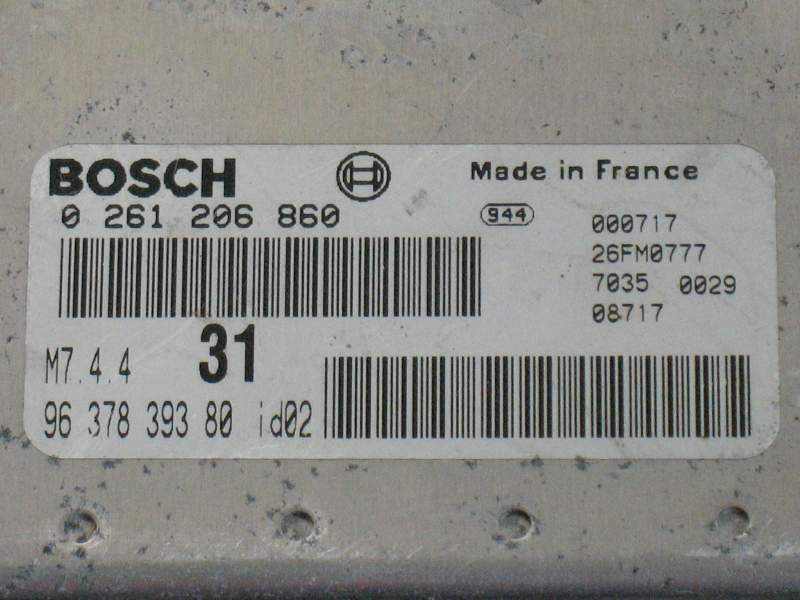 BOSCH
Made in France
0 261 206 860
944
000717
26FM0777
7035 0029
08717
M7.4.4
31
96 378 393 80 id02